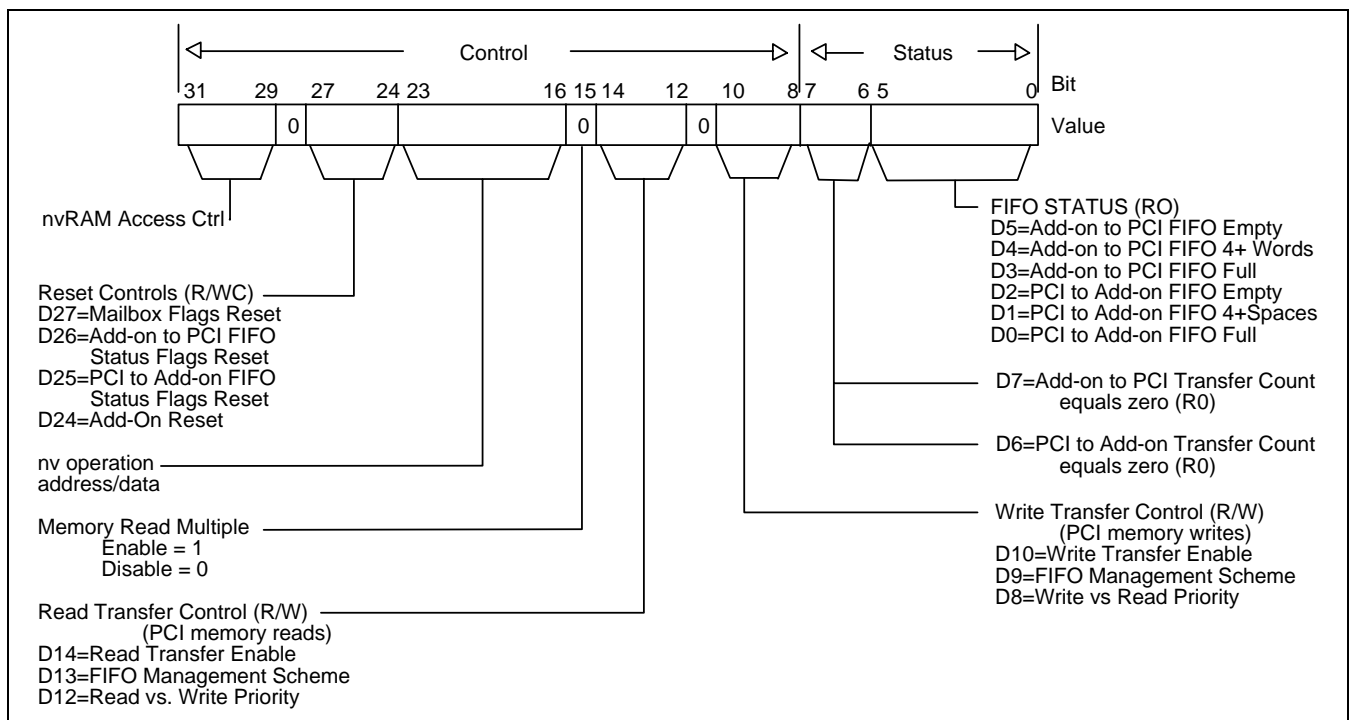 Control
Status
31 29 27 24 23 16 15 14 12 10 8 7 6 5 0 Bit
0 0 0 Value
nvRAM Access Ctrl
Reset Controls (R/WC)
D27=Mailbox Flags Reset
D26=Add-on to PCI FIFO
Status Flags Reset
D25=PCI to Add-on FIFO
Status Flags Reset
D24=Add-On Reset
nv operation
address/data
Memory Read Multiple
Enable = 1
Disable = 0
Read Transfer Control (R/W)
(PCI memory reads)
D14=Read Transfer Enable
D13=FIFO Management Scheme
D12=Read vs. Write Priority
FIFO STATUS (RO)
D5=Add-on to PCI FIFO Empty
D4=Add-on to PCI FIFO 4+ Words
D3=Add-on to PCI FIFO Full
D2=PCI to Add-on FIFO Empty
D1=PCI to Add-on FIFO 4+Spaces
D0=PCI to Add-on FIFO Full
D7=Add-on to PCI Transfer Count
equals zero (R0)
D6=PCI to Add-on Transfer Count
equals zero (R0)
Write Transfer Control (R/W)
(PCI memory writes)
D10=Write Transfer Enable
D9=FIFO Management Scheme
D8=Write vs Read Priority